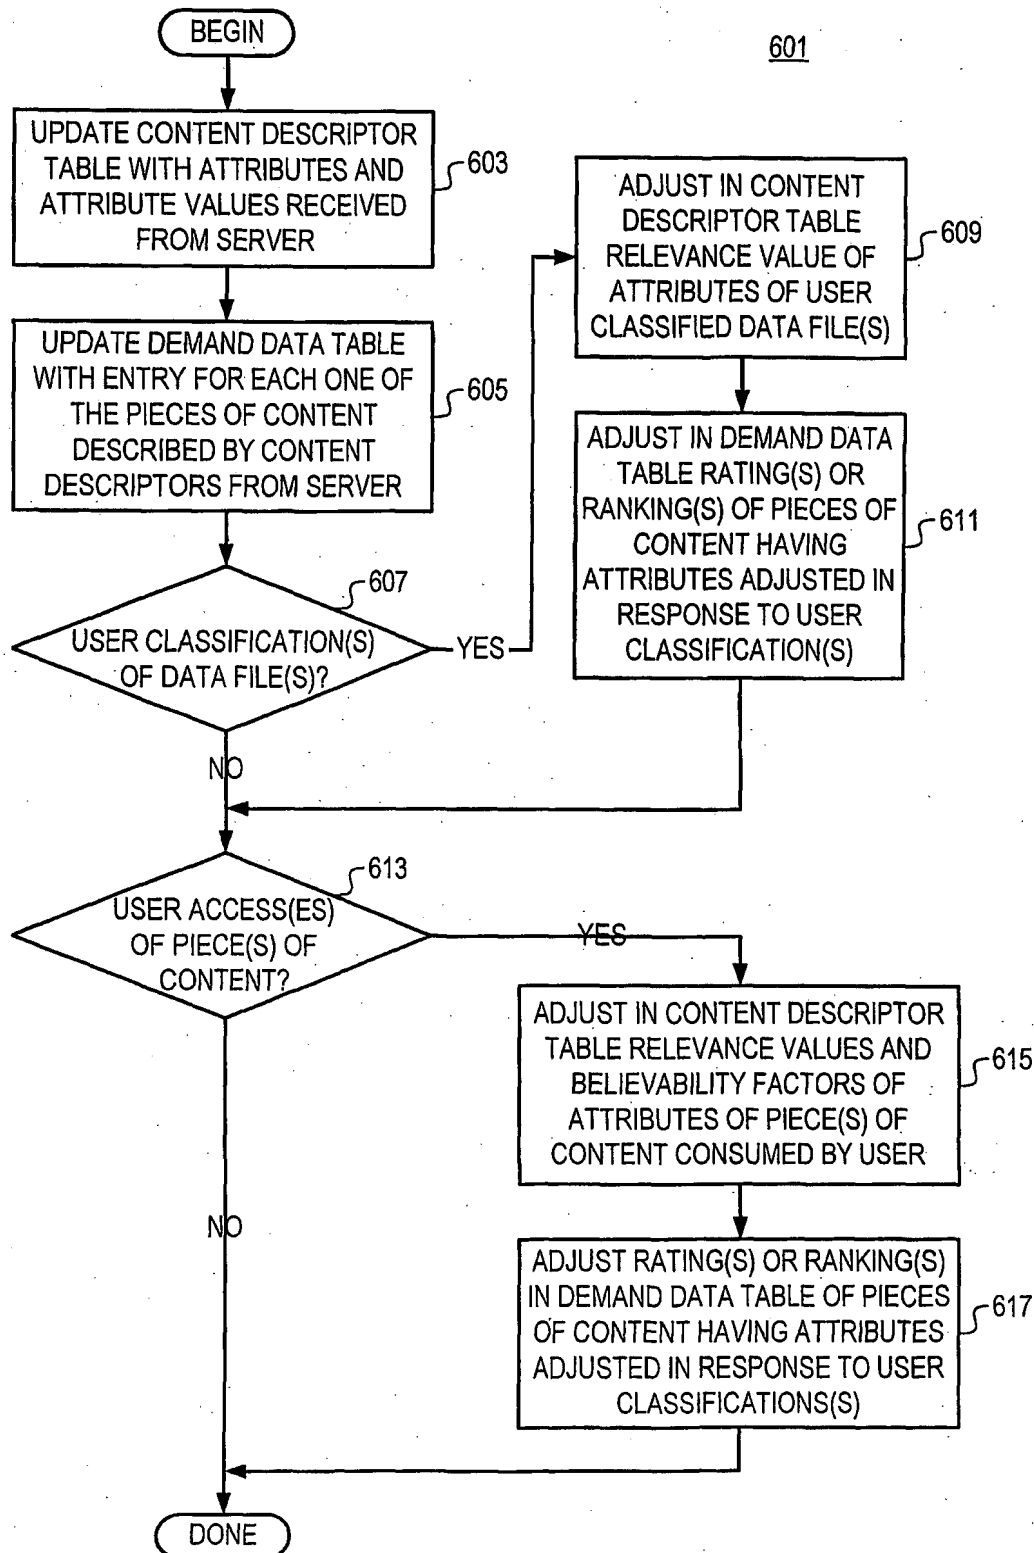 BEGIN
601
UPDATE CONTENT DESCRIPTOR
TABLE WITH ATTRIBUTES AND
ATTRIBUTE VALUES RECEIVED
FROM SERVER
603
UPDATE DEMAND DATA TABLE
WITH ENTRY FOR EACH ONE OF
THE PIECES OF CONTENT
DESCRIBED BY CONTENT
DESCRIPTORS FROM SERVER
605
607
USER CLASSIFICATION(S)
OF DATA FILE(S)?
YES
NO
ADJUST IN CONTENT
DESCRIPTOR TABLE
RELEVANCE VALUE OF
ATTRIBUTES OF USER
CLASSIFIED DATA FILE(S)
609
ADJUST IN DEMAND DATA
TABLE RATING(S) OR
RANKING(S) OF PIECES OF
CONTENT HAVING
ATTRIBUTES ADJUSTED IN
RESPONSE TO USER
CLASSIFICATION(S)
611
613
USER ACCESS(ES)
OF PIECE(S) OF
CONTENT?
YES
NO
ADJUST IN CONTENT DESCRIPTOR
TABLE RELEVANCE VALUES AND
BELIEVABILITY FACTORS OF
ATTRIBUTES OF PIECE(S) OF
CONTENT CONSUMED BY USER
615
ADJUST RATING(S) OR RANKING(S)
IN DEMAND DATA TABLE OF PIECES
OF CONTENT HAVING ATTRIBUTES
ADJUSTED IN RESPONSE TO USER
CLASSIFICATIONS(S)
617
DONE